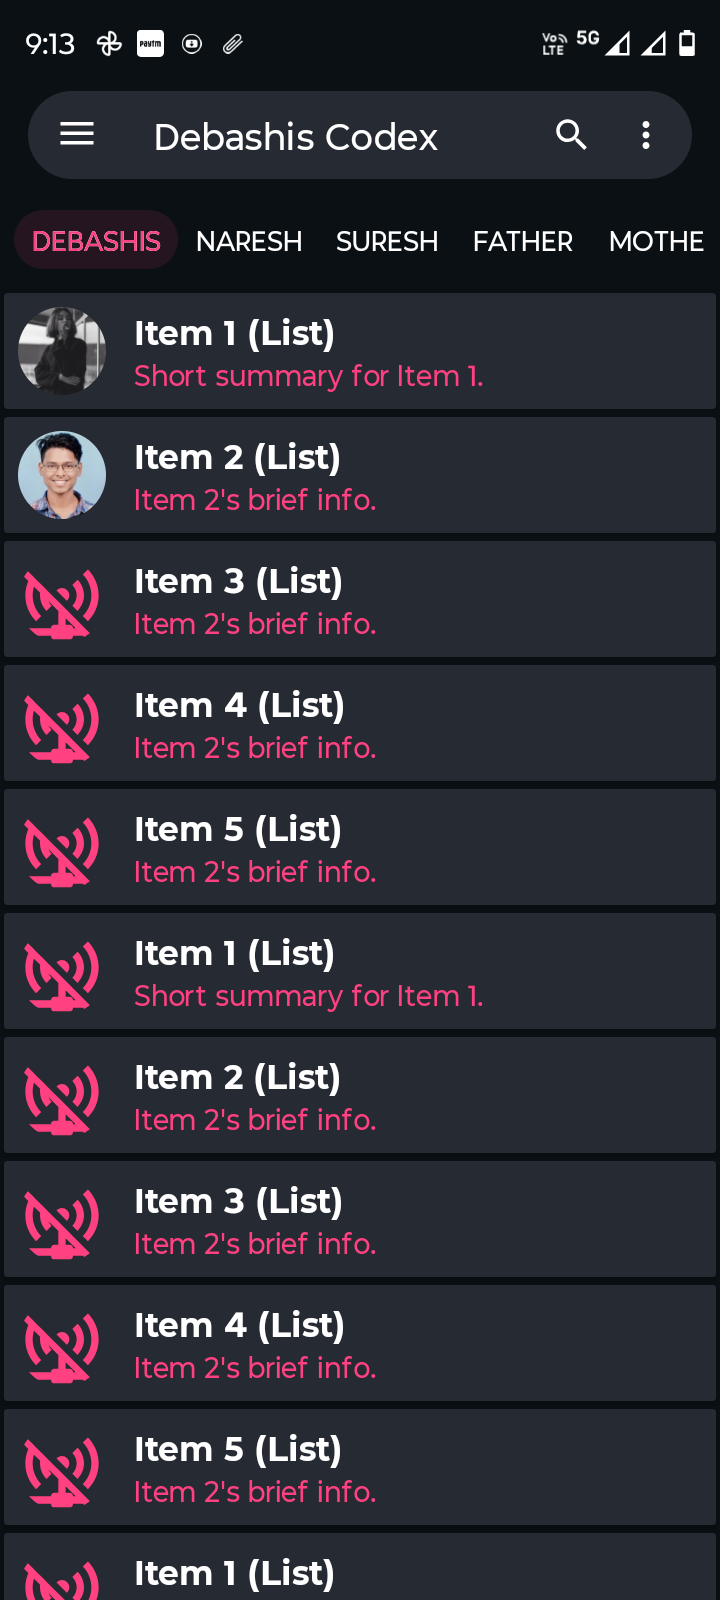 9:13
paytm
Vo
LTE
5G
Debashis Codex
DEBASHIS NARESH SURESH FATHER MOTHE
Item 1 (List)
Short summary for Item 1.
Item 2 (List)
Item 2's brief info.
Item 3 (List)
Item 2's brief info.
Item 4 (List)
Item 2's brief info.
Item 5 (List)
Item 2's brief info.
Item 1 (List)
Short summary for Item 1.
Item 2 (List)
Item 2's brief info.
Item 3 (List)
Item 2's brief info.
Item 4 (List)
Item 2's brief info.
Item 5 (List)
Item 2's brief info.
Item 1 (List)